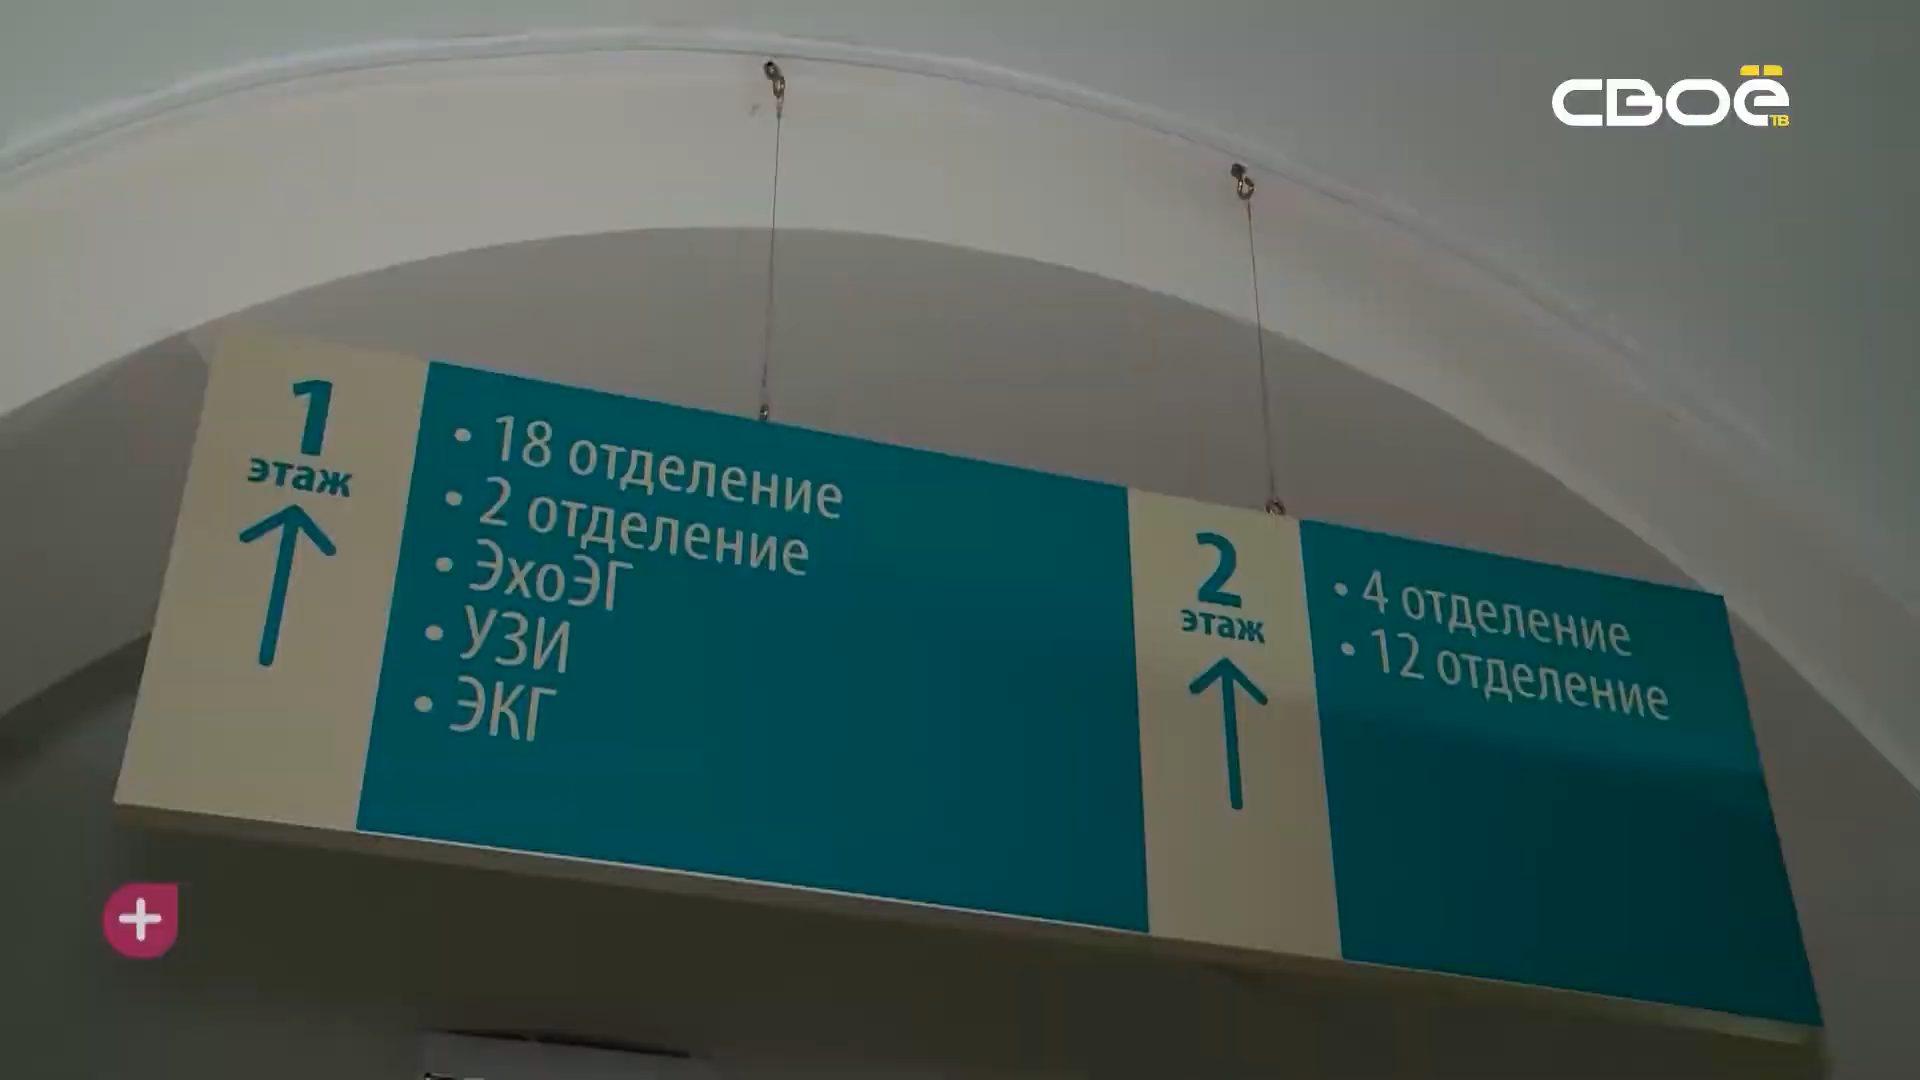 СВОЁ
ТВ
1
этаж
• 18 отделение
• 2 отделение
• ЭхоЭГ
• УЗИ
• ЭКГ
2
этаж
• 4 отделение
• 12 отделение